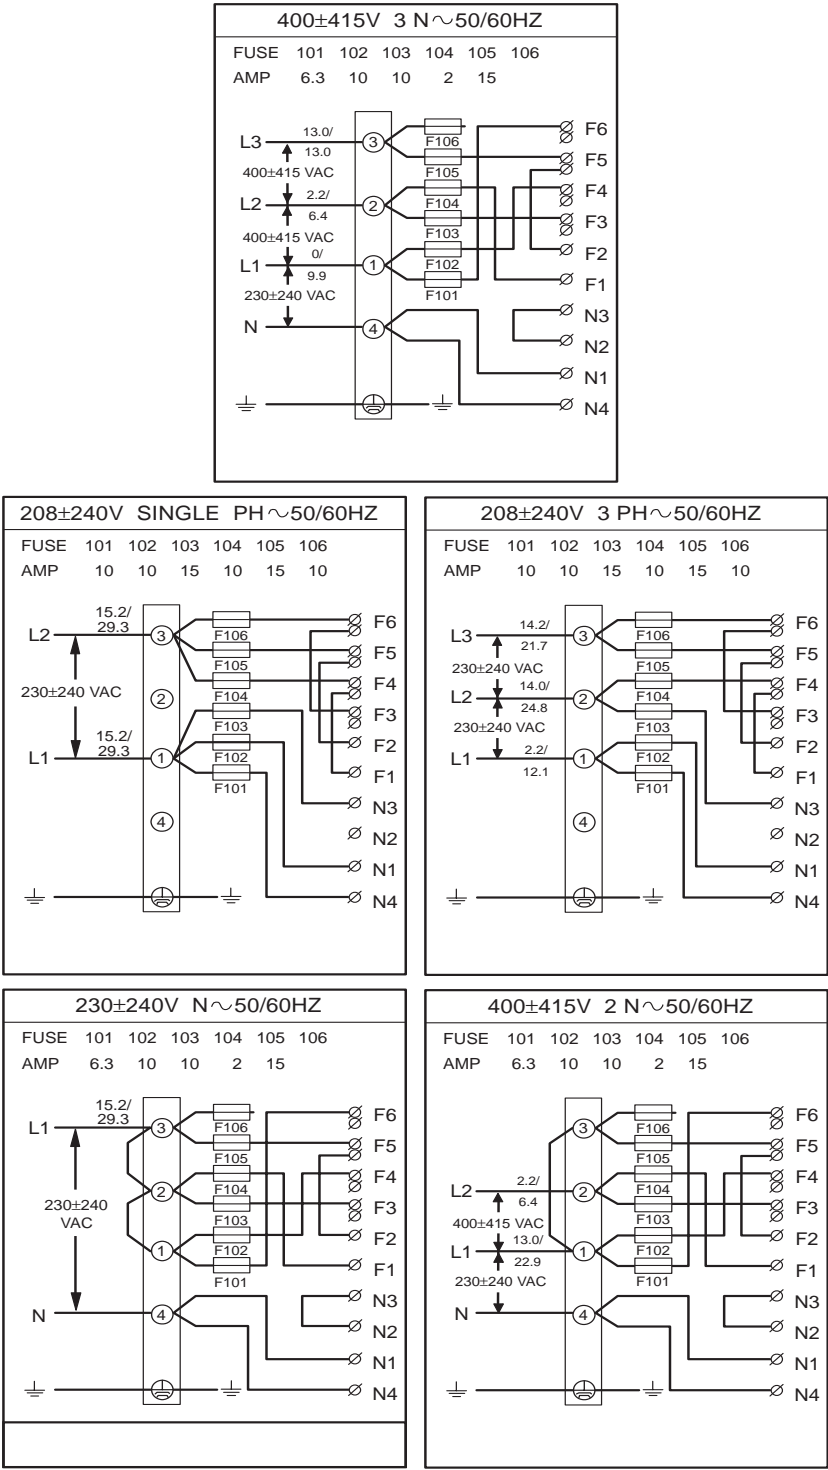 400±415V 3 N∼50/60HZ
FUSE 101 102 103 104 105 106
AMP 6.3 10 10 2 15
L3 13.0/ 13.0 3 F106 F6
400±415 VAC F105 F5
L2 2.2/ 6.4 2 F104 F4
400±415 VAC F103 F3
L1 0/ 9.9 1 F102 F2
230±240 VAC F101 F1
N 4 N3
N2
N1
N4
208±240V SINGLE PH∼50/60HZ
FUSE 101 102 103 104 105 106
AMP 10 10 15 10 15 10
L2 15.2/ 29.3 3 F106 F6
F105 F5
230±240 VAC 2 F104 F4
F103 F3
L1 15.2/ 29.3 1 F102 F2
F101 F1
N3
4 N2
N1
N4
208±240V 3 PH∼50/60HZ
FUSE 101 102 103 104 105 106
AMP 10 10 15 10 15 10
L3 14.2/ 21.7 3 F106 F6
230±240 VAC F105 F5
L2 14.0/ 24.8 2 F104 F4
230±240 VAC F103 F3
L1 2.2/ 12.1 1 F102 F2
F101 F1
N3
4 N2
N1
N4
230±240V N∼50/60HZ
FUSE 101 102 103 104 105 106
AMP 6.3 10 10 2 15
L1 15.2/ 29.3 3 F106 F6
F105 F5
2 F104 F4
230±240 F103 F3
VAC 1 F102 F2
F101 F1
N 4 N3
N2
N1
N4
400±415V 2 N∼50/60HZ
FUSE 101 102 103 104 105 106
AMP 6.3 10 10 2 15
3 F106 F6
F105 F5
L2 2.2/ 6.4 2 F104 F4
400±415 VAC F103 F3
L1 13.0/ 22.9 1 F102 F2
230±240 VAC F101 F1
N 4 N3
N2
N1
N4